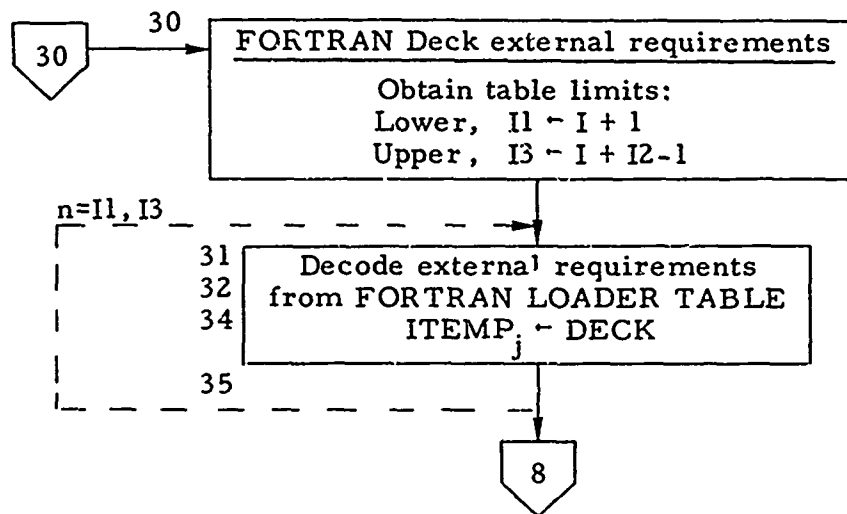 30
30
FORTRAN Deck external requirements
Obtain table limits:
Lower, I1 ← I + 1
Upper, I3 ← I + I2-1
n=I1, I3
31
Decode external requirements
32
from FORTRAN LOADER TABLE
34
ITEMPj ← DECK
35
8